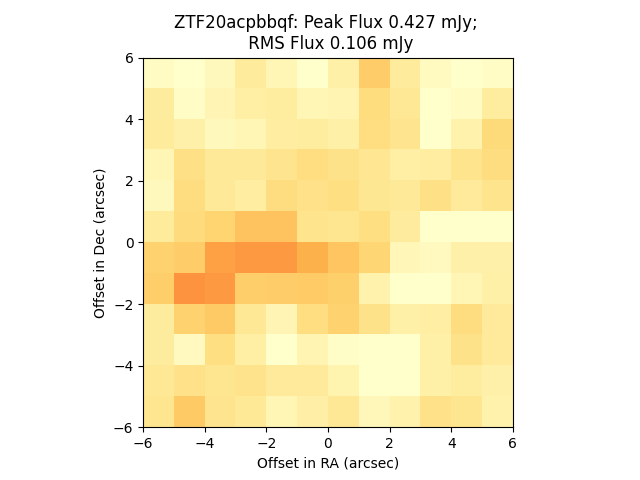 ZTF20acpbbqf: Peak Flux 0.427 mJy;
RMS Flux 0.106 mJy
6
4
2
0
−2
−4
−6
Offset in Dec (arcsec)
−6 −4 −2 0 2 4 6
Offset in RA (arcsec)